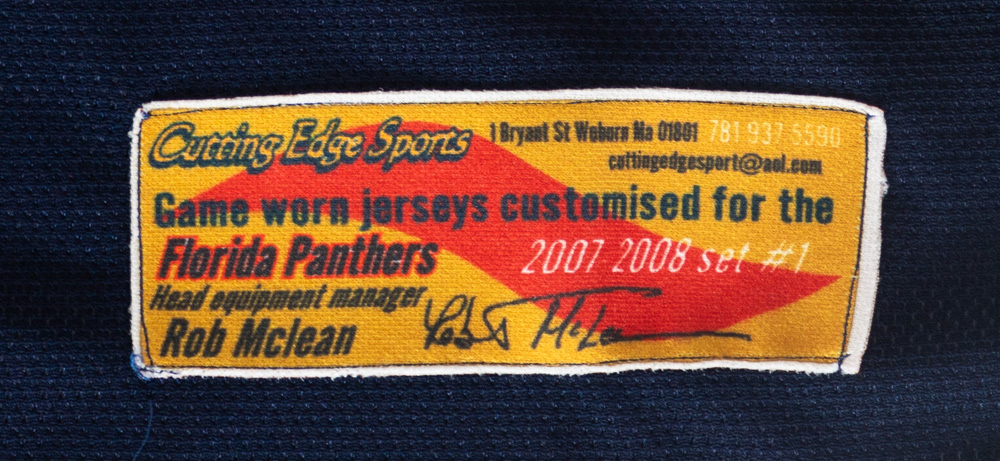 Cutting Edge Sports 1 Bryant St Woburn Ma 01801 781 937 5590
cuttingedgesport@aol.com
Game worn jerseys customised for the
Florida Panthers 2007 2008 set #1
Head equipment manager
Rob Mclean